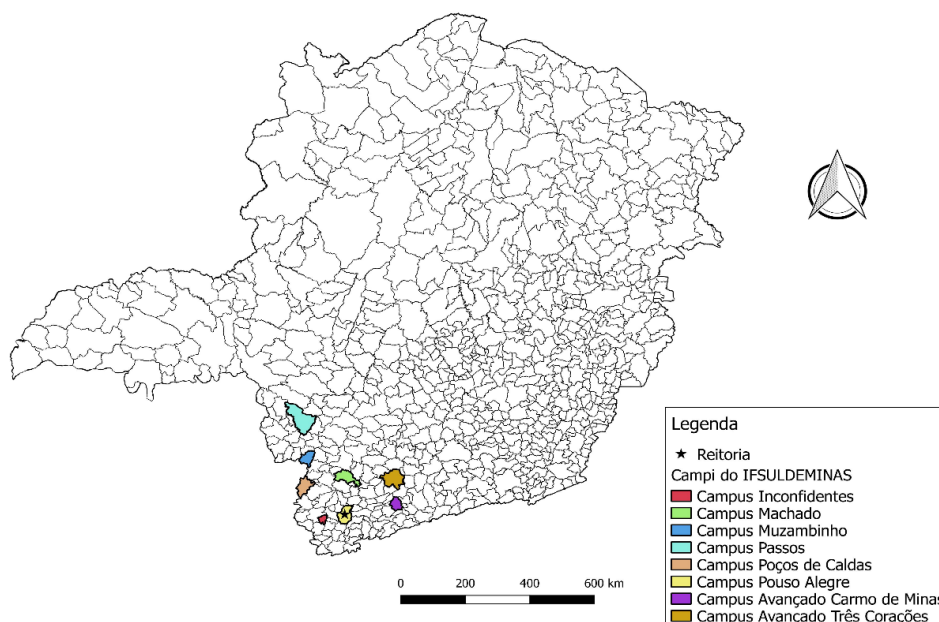 Legenda
★ Reitoria
Campi do IFSULDEMINAS
Campus Inconfidentes
Campus Machado
Campus Muzambinho
Campus Passos
Campus Poços de Caldas
Campus Pouso Alegre
Campus Avançado Carmo de Minas
Campus Avançado Três Corações
0 200 400 600 km